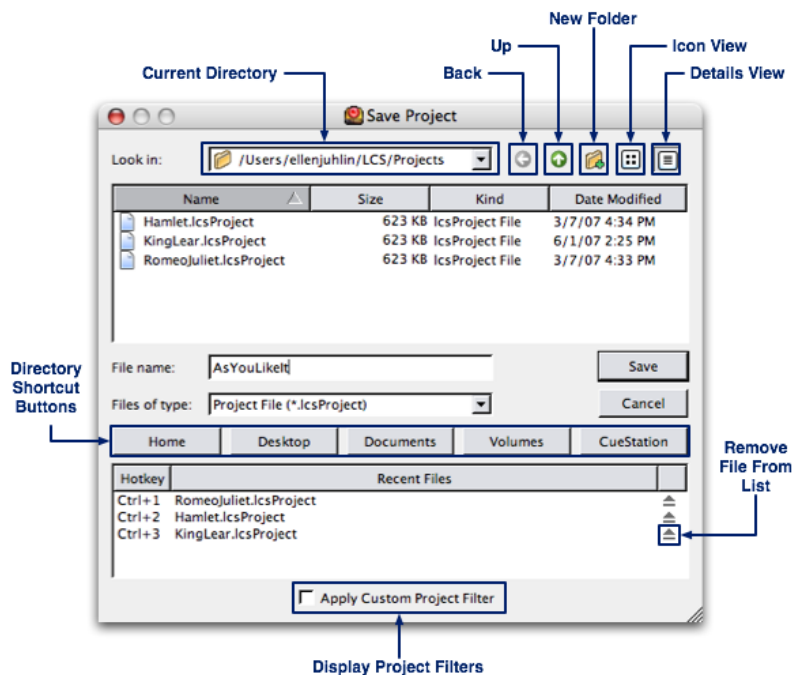 New Folder
Up
Icon View
Current Directory
Back
Details View
Save Project
Look in:
/Users/ellenjuhlin/LCS/Projects
Name Size Kind Date Modified
Hamlet.lcsProject 623 KB lcsProject File 3/7/07 4:34 PM
KingLear.lcsProject 623 KB lcsProject File 6/1/07 2:25 PM
RomeoJuliet.lcsProject 623 KB lcsProject File 3/7/07 4:33 PM
Directory
Shortcut
Buttons
File name: AsYouLikeIt Save
Files of type: Project File (*.lcsProject) Cancel
Home Desktop Documents Volumes CueStation
Remove
File From
List
Hotkey Recent Files
Ctrl+1 RomeoJuliet.lcsProject
Ctrl+2 Hamlet.lcsProject
Ctrl+3 KingLear.lcsProject
Apply Custom Project Filter
Display Project Filters